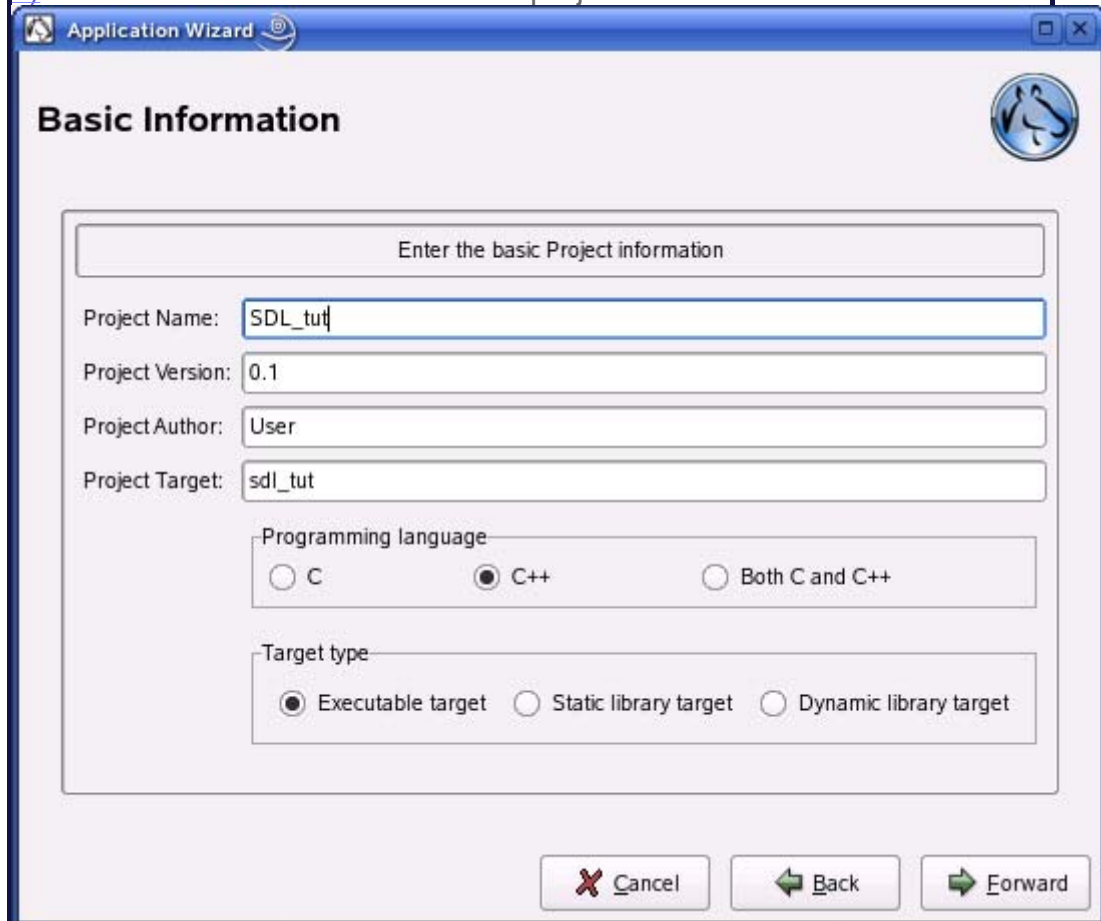 Application Wizard
Basic Information
Enter the basic Project information
Project Name: SDL_tut
Project Version: 0.1
Project Author: User
Project Target: sdl_tut
Programming language
C C++ Both C and C++
Target type
Executable target Static library target Dynamic library target
Cancel Back Forward